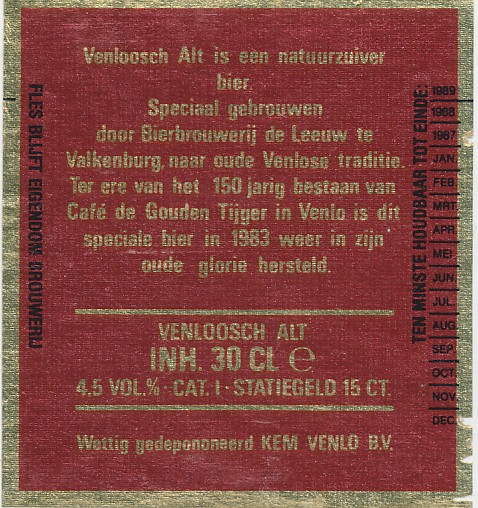 Venloosch Alt is een natuurzuiver
bier.
Speciaal gebrouwen
door Bierbrouwerij de Leeuw te
Valkenburg, naar oude Venlose traditie.
Ter ere van het 150 jarig bestaan van
Café de Gouden Tijger in Venlo is dit
speciale bier in 1983 weer in zijn
oude glorie hersteld.
VENLOOSCH ALT
INH. 30 CL ℮
4.5 VOL.% · CAT. I · STATIEGELD 15 CT.
Wettig gedepononeerd KEM VENLO B.V.
FLES BLIJFT EIGENDOM BROUWERIJ
TEN MINSTE HOUDBAAR TOT EINDE:
1989
1988
1987
JAN
FEB
MRT
APR
MEI
JUN
JUL
AUG
SEP
OCT
NOV
DEC